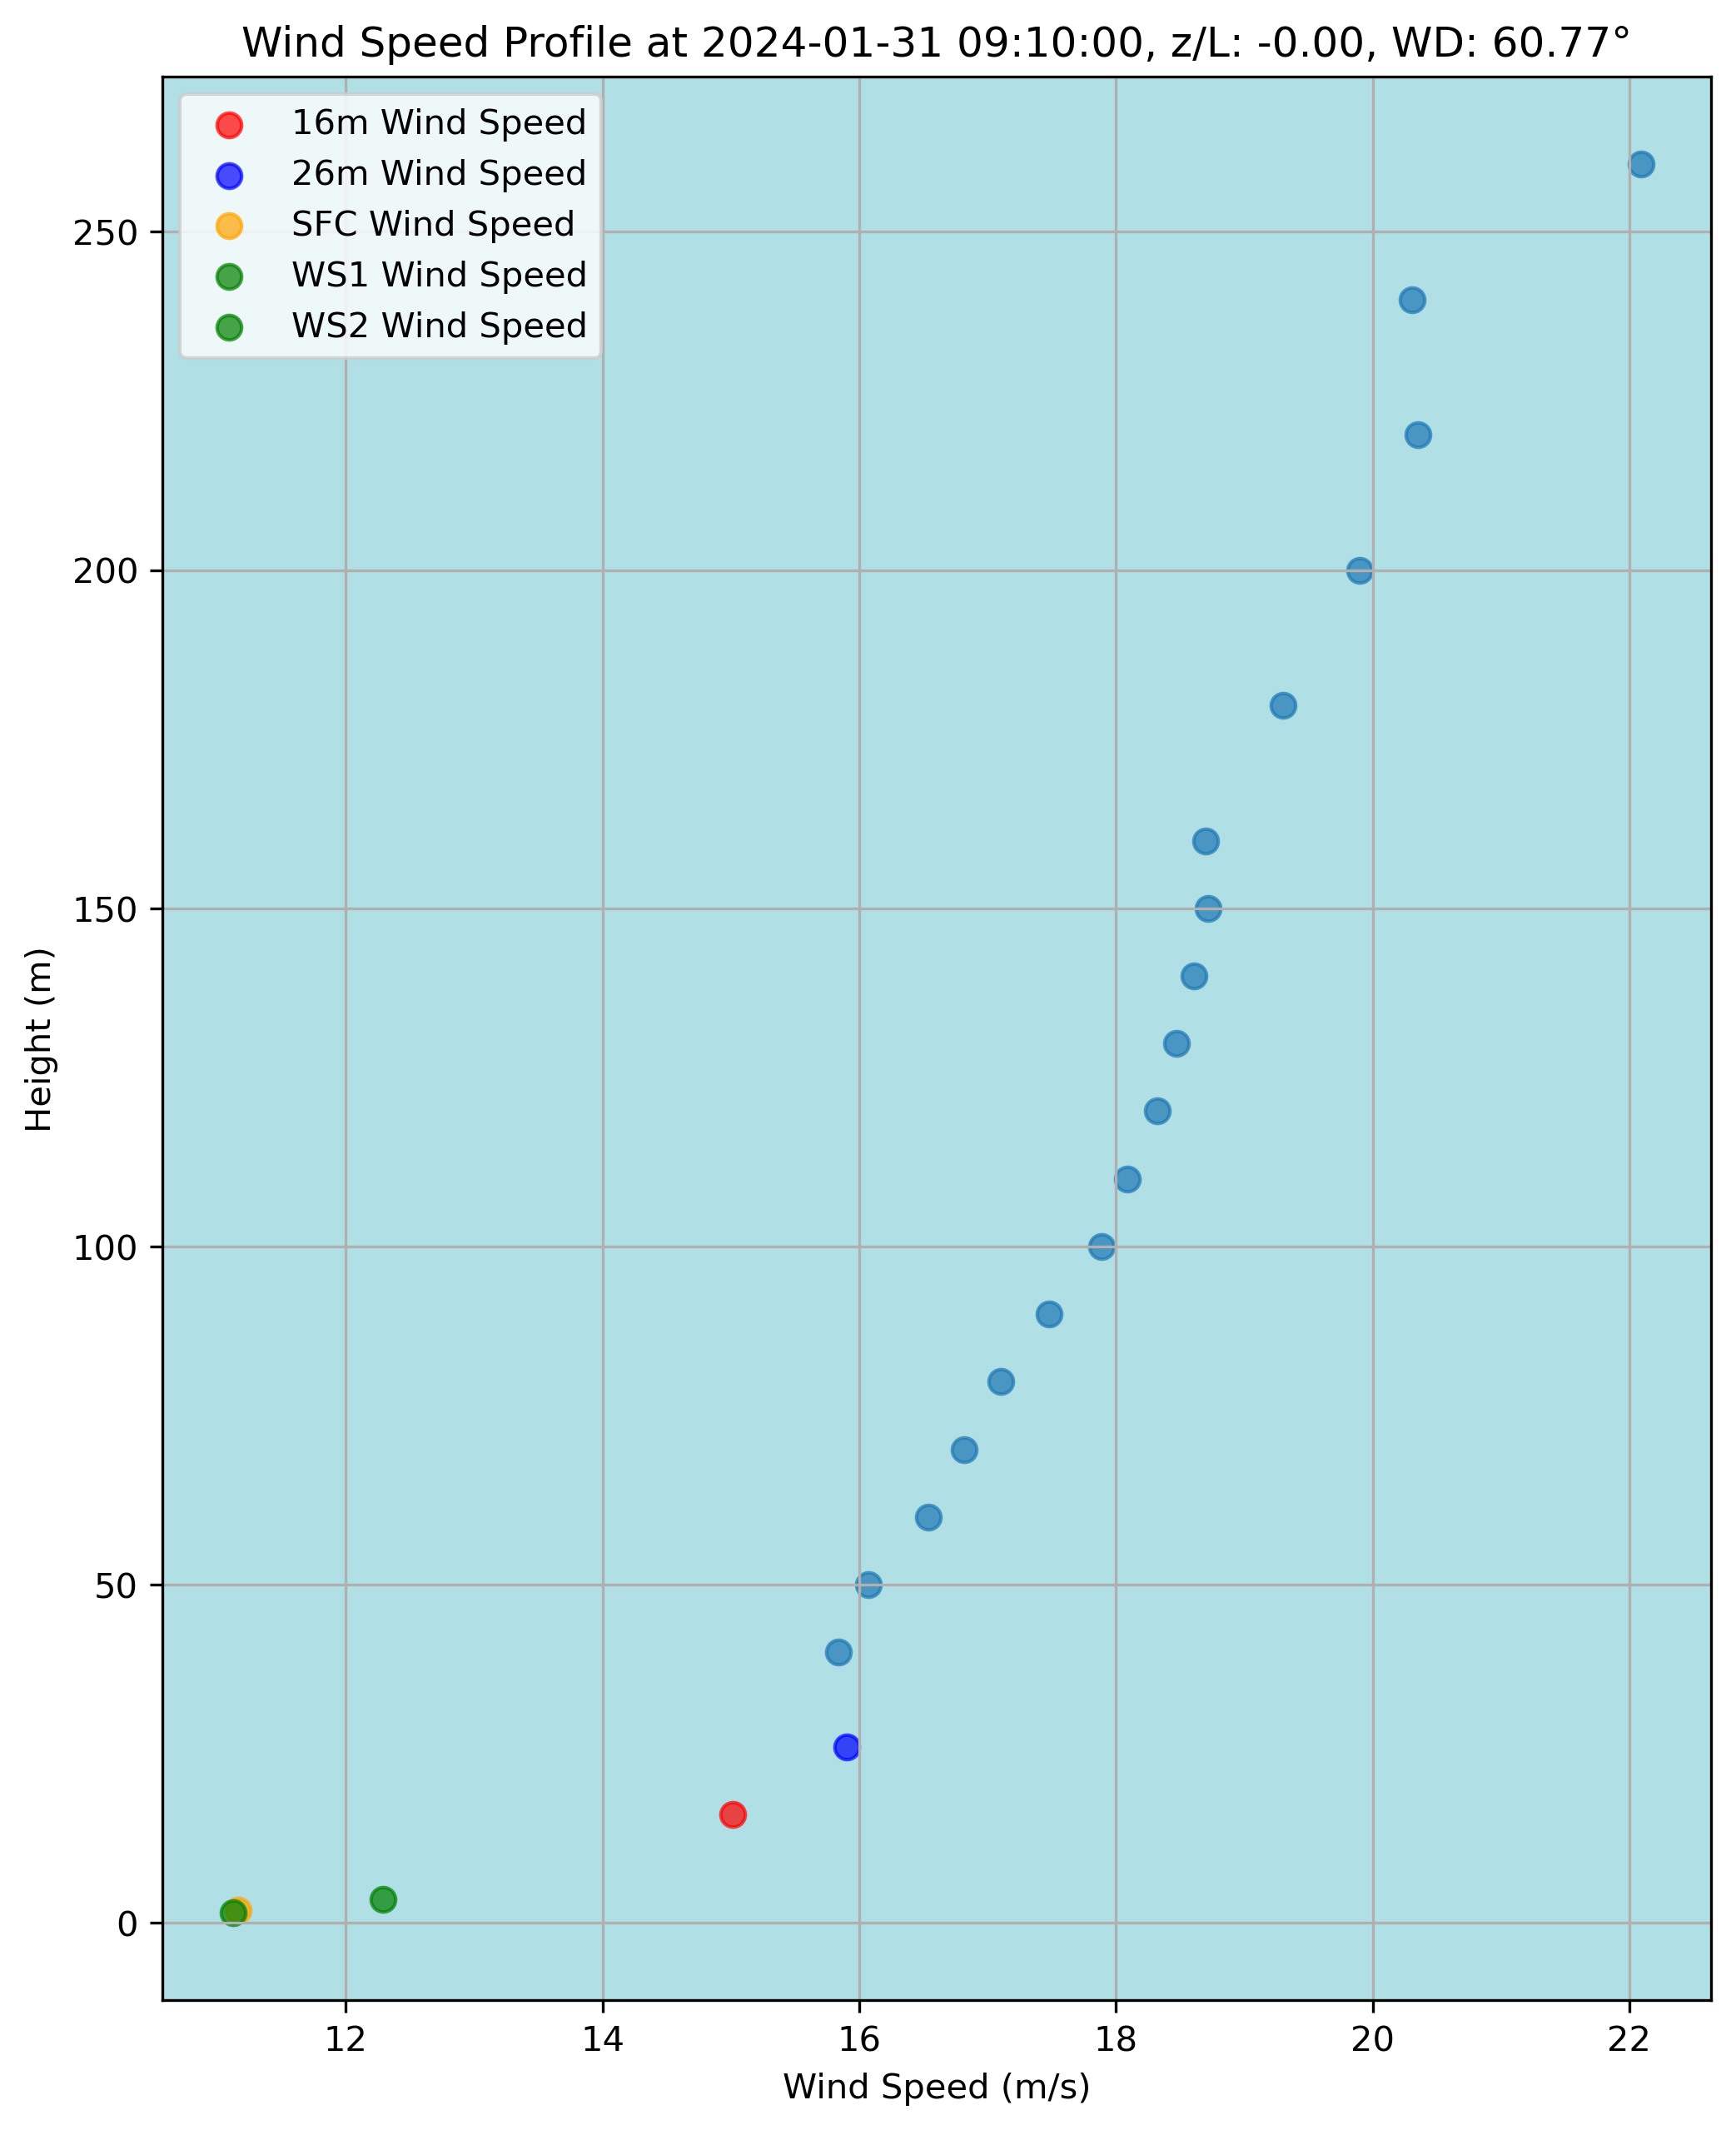 Wind Speed Profile at 2024-01-31 09:10:00, z/L: -0.00, WD: 60.77°
16m Wind Speed
26m Wind Speed
SFC Wind Speed
WS1 Wind Speed
WS2 Wind Speed
250
200
150
100
50
0
Height (m)
12 14 16 18 20 22
Wind Speed (m/s)